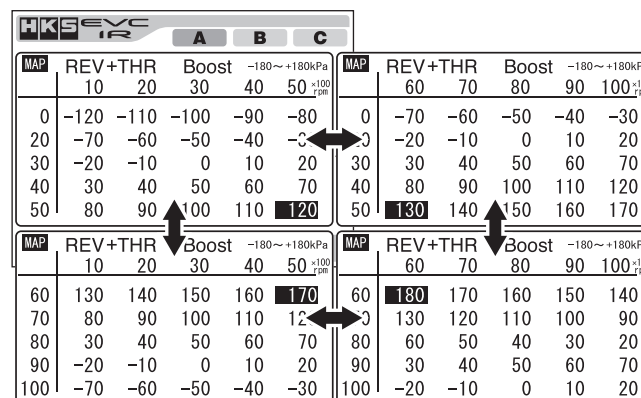 HKS EVC
IR
A B C
MAP REV+THR Boost -180～+180kPa
10 20 30 40 50 ×100 rpm
0 -120 -110 -100 -90 -80
20 -70 -60 -50 -40
30 -20 -10 0 10 20
40 30 40 50 60 70
50 80 90 100 110 120
MAP REV+THR Boost -180～+180kP
60 70 80 90 100
0 -70 -60 -50 -40 -30
-20 -10 0 10 20
30 30 40 50 60 70
40 80 90 100 110 120
50 130 140 150 160 170
MAP REV+THR Boost -180～+180kPa
10 20 30 40 50 ×100 rpm
60 130 140 150 160 170
70 80 90 100 110
80 30 40 50 60 70
90 -20 -10 0 10 20
100 -70 -60 -50 -40 -30
MAP REV+THR Boost -180～+180kP
60 70 80 90 100
60 180 170 160 150 140
130 120 110 100 90
80 60 50 40 30 20
90 30 40 50 60 70
100 -20 -10 0 10 20